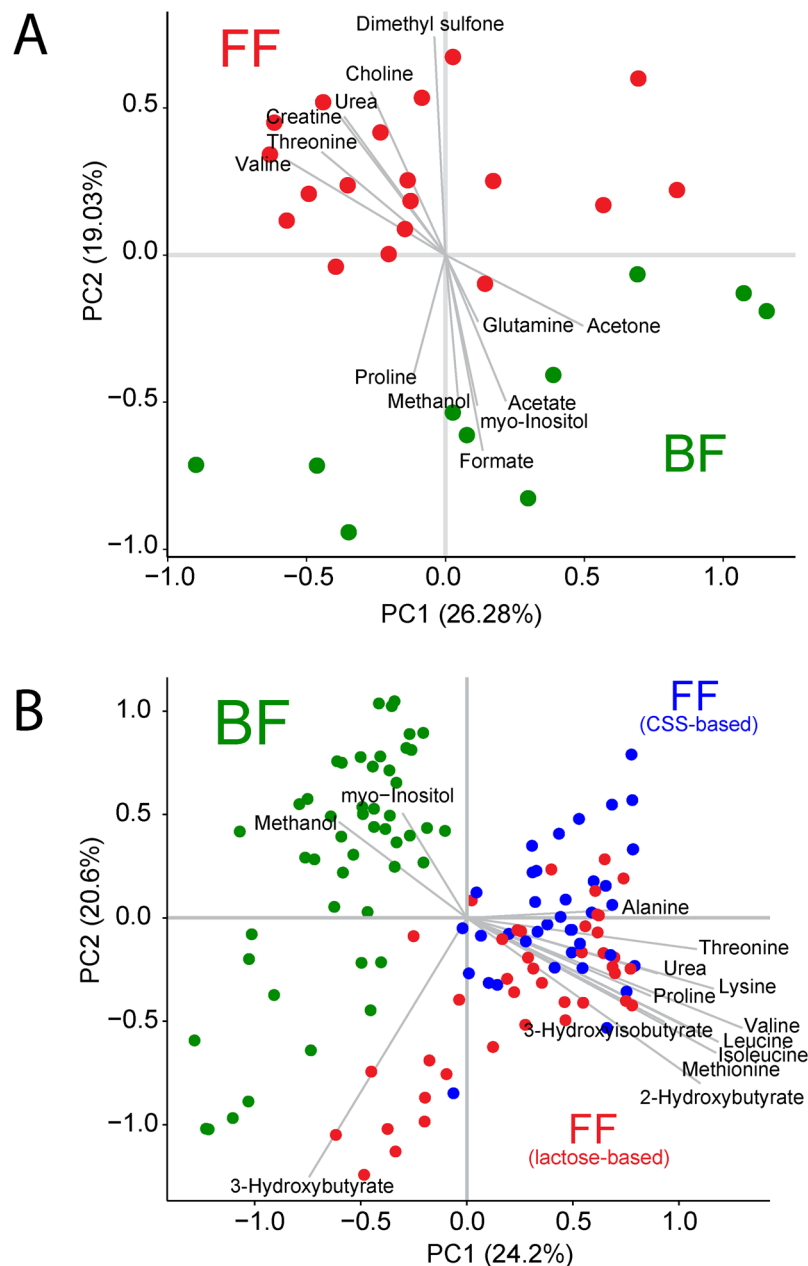 A
FF
Dimethyl sulfone
Choline
Urea
Creatine
Threonine
Valine
0.5
0.0
−0.5
−1.0
PC2 (19.03%)
Glutamine
Acetone
Proline
Methanol
Acetate
myo-Inositol
Formate
BF
−1.0
−0.5
0.0
0.5
1.0
PC1 (26.28%)
B
BF
FF
(CSS-based)
1.0
0.5
0.0
−0.5
−1.0
PC2 (20.6%)
myo−Inositol
Methanol
Alanine
Threonine
Urea
Lysine
Proline
3-Hydroxyisobutyrate
Valine
Leucine
Isoleucine
Methionine
2-Hydroxybutyrate
FF
(lactose-based)
3-Hydroxybutyrate
−1.0
−0.5
0.0
0.5
1.0
PC1 (24.2%)